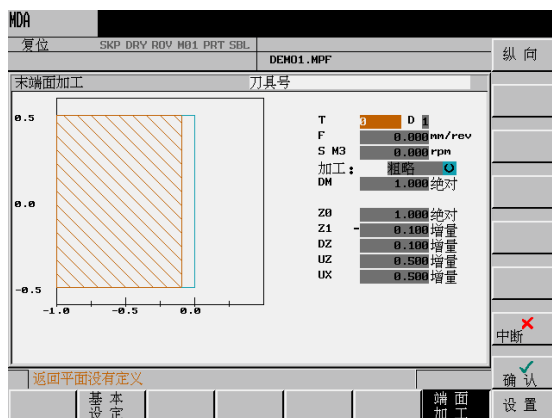 MDA
复位 SKP DRY ROV M01 PRT SBL
DEMO1.MPF
纵向
末端面加工 刀具号
T 0 D 1
F 0.000 mm/rev
S M3 0.000 rpm
加工: 粗略
DM 1.000 绝对
Z0 1.000 绝对
Z1 -0.100 增量
DZ 0.100 增量
UZ 0.500 增量
UX 0.500 增量
0.5
0.0
-0.5
-1.0 -0.5 0.0
中断
返回平面没有定义
确认
基本设定
端面加工
设置